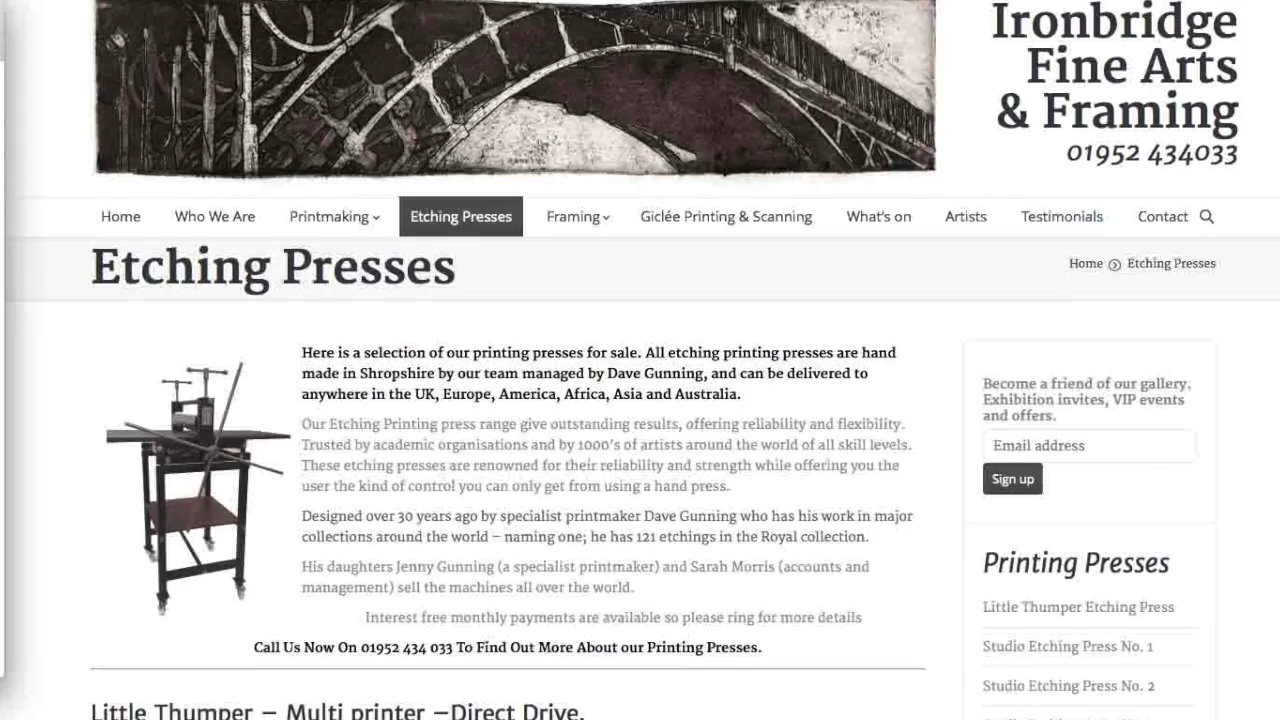 Ironbridge
Fine Arts
& Framing
01952 434033
Home Who We Are Printmaking Etching Presses Framing Giclée Printing & Scanning What's on Artists Testimonials Contact
Etching Presses
Home Etching Presses
Here is a selection of our printing presses for sale. All etching printing presses are hand
made in Shropshire by our team managed by Dave Gunning, and can be delivered to
anywhere in the UK, Europe, America, Africa, Asia and Australia.
Our Etching Printing press range give outstanding results, offering reliability and flexibility.
Trusted by academic organisations and by 1000's of artists around the world of all skill levels.
These etching presses are renowned for their reliability and strength while offering you the
user the kind of control you can only get from using a hand press.
Designed over 30 years ago by specialist printmaker Dave Gunning who has his work in major
collections around the world – naming one; he has 121 etchings in the Royal collection.
His daughters Jenny Gunning (a specialist printmaker) and Sarah Morris (accounts and
management) sell the machines all over the world.
Interest free monthly payments are available so please ring for more details
Call Us Now On 01952 434 033 To Find Out More About our Printing Presses.
Little Thumper – Multi printer –Direct Drive.
Become a friend of our gallery.
Exhibition invites, VIP events
and offers.
Email address
Sign up
Printing Presses
Little Thumper Etching Press
Studio Etching Press No. 1
Studio Etching Press No. 2